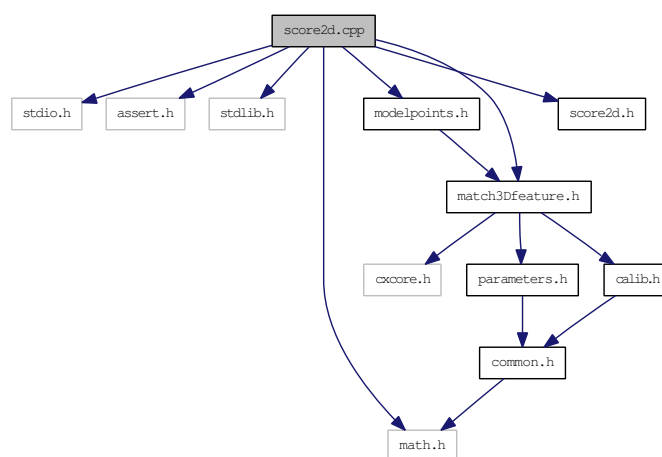 score2d.cpp
stdio.h
assert.h
stdlib.h
modelpoints.h
score2d.h
match3Dfeature.h
cxcore.h
parameters.h
calib.h
common.h
math.h